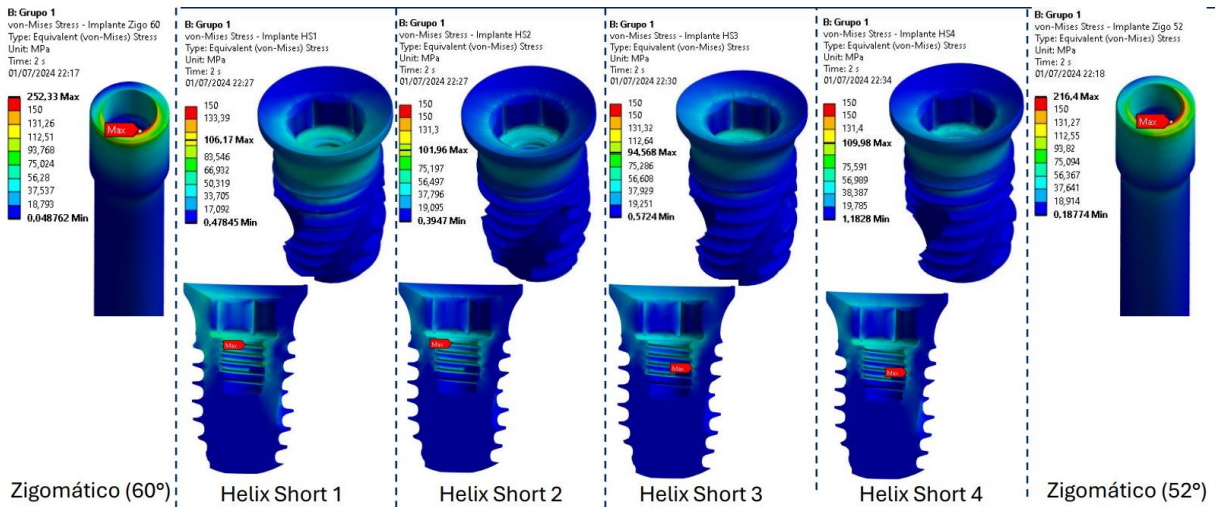 B: Grupo 1
von-Mises Stress - Implante Zigo 60
Type: Equivalent (von-Mises) Stress
Unit: MPa
Time: 2 s
01/07/2024 22:17
252,33 Max
150
131,26
112,51
93,768
75,024
56,28
37,537
18,793
0,048762 Min
Max
Zigomático (60°)
B: Grupo 1
von-Mises Stress - Implante HS1
Type: Equivalent (von-Mises) Stress
Unit: MPa
Time: 2 s
01/07/2024 22:27
150
133,39
106,17 Max
83,546
66,932
50,319
33,705
17,092
0,47845 Min
Max
Helix Short 1
B: Grupo 1
von-Mises Stress - Implante HS2
Type: Equivalent (von-Mises) Stress
Unit: MPa
Time: 2 s
01/07/2024 22:27
150
150
131,3
101,96 Max
75,197
56,497
37,796
19,095
0,3947 Min
Max
Helix Short 2
B: Grupo 1
von-Mises Stress - Implante HS3
Type: Equivalent (von-Mises) Stress
Unit: MPa
Time: 2 s
01/07/2024 22:30
150
150
131,32
112,64
94,568 Max
75,286
56,608
37,929
19,251
0,5724 Min
Max
Helix Short 3
B: Grupo 1
von-Mises Stress - Implante HS4
Type: Equivalent (von-Mises) Stress
Unit: MPa
Time: 2 s
01/07/2024 22:34
150
150
131,4
109,98 Max
75,591
56,989
38,387
19,785
1,1828 Min
Max
Helix Short 4
B: Grupo 1
von-Mises Stress - Implante Zigo 52
Type: Equivalent (von-Mises) Stress
Unit: MPa
Time: 2 s
01/07/2024 22:18
216,4 Max
150
131,27
112,55
93,82
75,094
56,367
37,641
18,914
0,18774 Min
Max
Zigomático (52°)